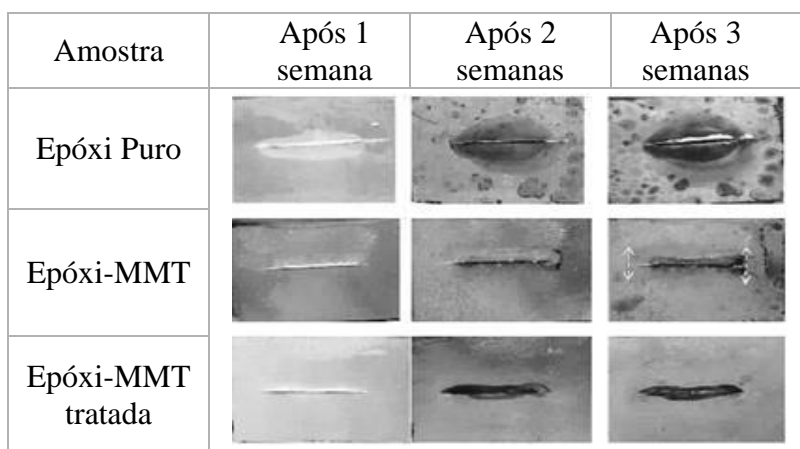 Amostra
Após 1
semana
Após 2
semanas
Após 3
semanas
Epóxi Puro
Epóxi-MMT
Epóxi-MMT
tratada